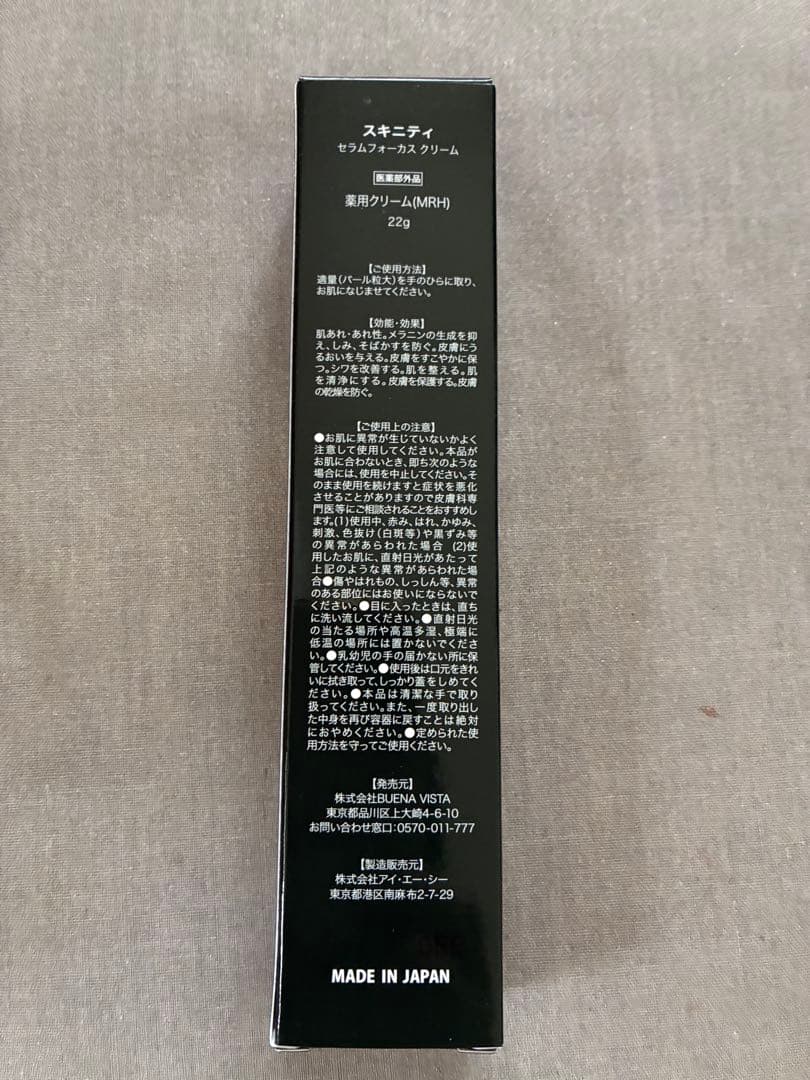 スキニティ
セラムフォーカス クリーム
医薬部外品
薬用クリーム(MRH)
22g
【ご使用方法】
適量(パール粒大)を手のひらに取り、
お肌になじませてください。
【効能・効果】
肌あれ・あれ性。メラニンの生成を抑
え、しみ、そばかすを防ぐ。皮膚にう
るおいを与える。皮膚をすこやかに保
つ。シワを改善する。肌を整える。肌
を清浄にする。皮膚を保護する。皮膚
の乾燥を防ぐ。
【ご使用上の注意】
●お肌に異常が生じていないかよく
注意して使用してください。本品が
お肌に合わないとき、即ち次のような
場合には、使用を中止してください。そ
のまま使用を続けますと症状を悪化
させることがありますので皮膚科専
門医等にご相談されることをおすすめし
ます。(1)使用中、赤み、はれ、かゆみ、
刺激、色抜け(白斑等)や黒ずみ等
の異常があらわれた場合 (2)使
用したお肌に、直射日光があたって
上記のような異常があらわれた場
合●傷やはれもの、しっしん等、異常
のある部位にはお使いにならないで
ください。●目に入ったときは、直ち
に洗い流してください。●直射日光
の当たる場所や高温多湿、極端に
低温の場所には置かないでくださ
い。●乳幼児の手の届かない所に保
管してください。●使用後は口元をきれ
いに拭き取って、しっかり蓋をしめてく
ださい。●本品は清潔な手で取り
扱ってください。また、一度取り出し
た中身を再び容器に戻すことは絶対
におやめください。●定められた使
用方法を守ってご使用ください。
【発売元】
株式会社BUENA VISTA
東京都品川区上大崎4-6-10
お問い合わせ窓口:0570-011-777
【製造販売元】
株式会社アイ・エー・シー
東京都港区南麻布2-7-29
MADE IN JAPAN